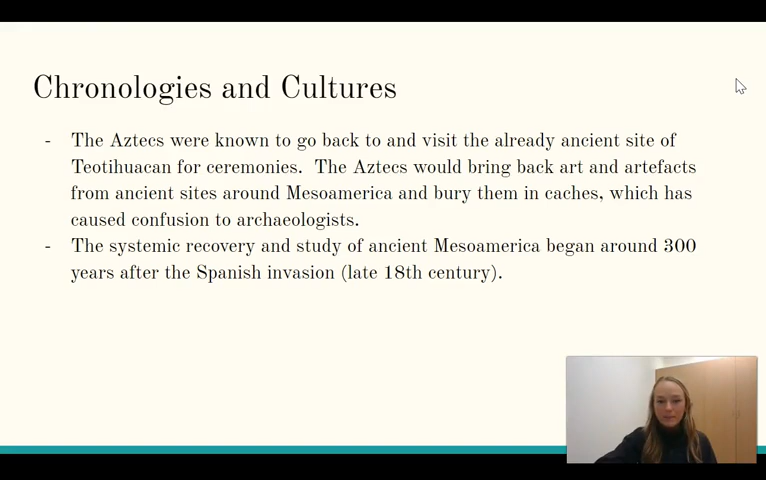 Chronologies and Cultures
- The Aztecs were known to go back to and visit the already ancient site of
Teotihuacan for ceremonies. The Aztecs would bring back art and artefacts
from ancient sites around Mesoamerica and bury them in caches, which has
caused confusion to archaeologists.
- The systemic recovery and study of ancient Mesoamerica began around 300
years after the Spanish invasion (late 18th century).